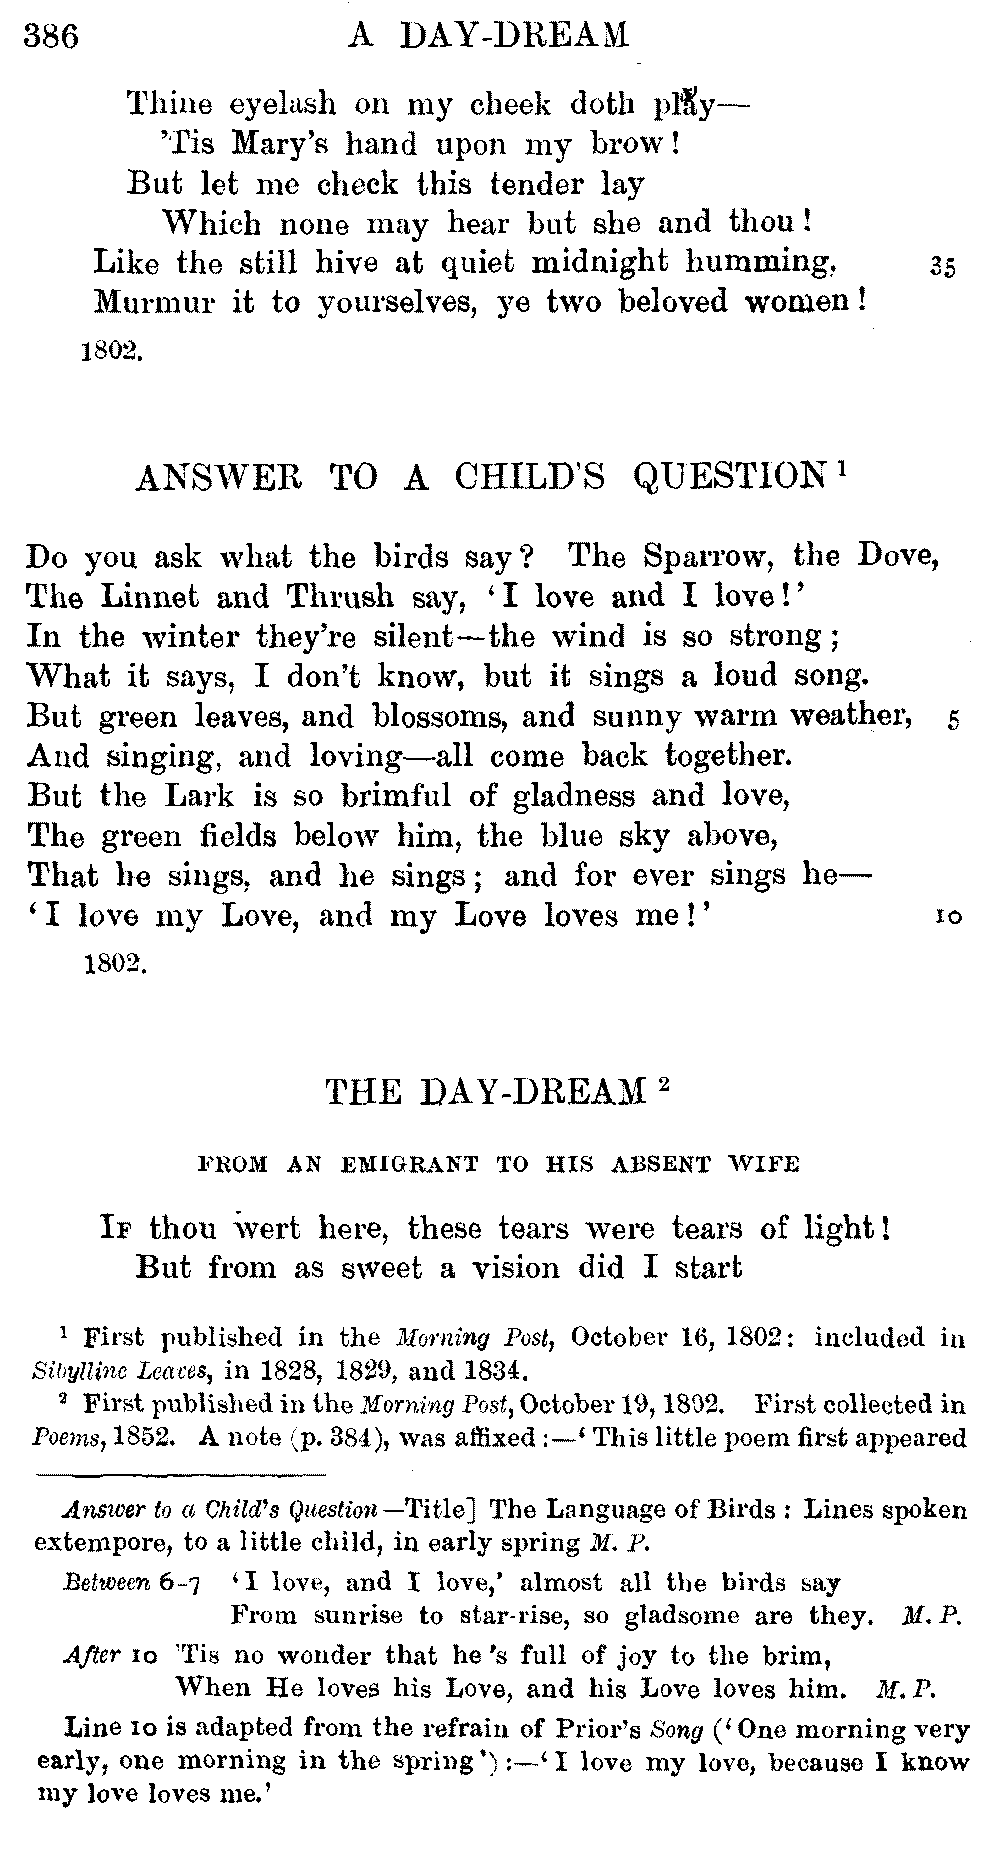 386 A DAY-DREAM
Thine eyelash on my cheek doth play—
'Tis Mary's hand upon my brow!
But let me check this tender lay
Which none may hear but she and thou!
Like the still hive at quiet midnight humming, 35
Murmur it to yourselves, ye two beloved women!
1802.
ANSWER TO A CHILD'S QUESTION ¹
Do you ask what the birds say? The Sparrow, the Dove,
The Linnet and Thrush say, 'I love and I love!'
In the winter they're silent—the wind is so strong;
What it says, I don't know, but it sings a loud song.
But green leaves, and blossoms, and sunny warm weather, 5
And singing, and loving—all come back together.
But the Lark is so brimful of gladness and love,
The green fields below him, the blue sky above,
That he sings, and he sings; and for ever sings he—
'I love my Love, and my Love loves me!' 10
1802.
THE DAY-DREAM ²
FROM AN EMIGRANT TO HIS ABSENT WIFE
IF thou wert here, these tears were tears of light!
But from as sweet a vision did I start
¹ First published in the Morning Post, October 16, 1802: included in
Sibylline Leaves, in 1828, 1829, and 1834.
² First published in the Morning Post, October 19, 1802. First collected in
Poems, 1852. A note (p. 384), was affixed:—'This little poem first appeared
Answer to a Child's Question—Title] The Language of Birds: Lines spoken
extempore, to a little child, in early spring M. P.
Between 6-7 'I love, and I love,' almost all the birds say
From sunrise to star-rise, so gladsome are they. M. P.
After 10 'Tis no wonder that he's full of joy to the brim,
When He loves his Love, and his Love loves him. M. P.
Line 10 is adapted from the refrain of Prior's Song ('One morning very
early, one morning in the spring'):—'I love my love, because I know
my love loves me.'